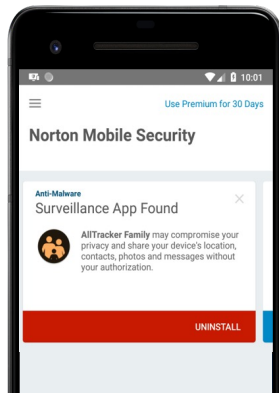 10:01
Use Premium for 30 Days
Norton Mobile Security
Anti-Malware
Surveillance App Found
AllTracker Family may compromise your
privacy and share your device's location,
contacts, photos and messages without
your authorization.
UNINSTALL